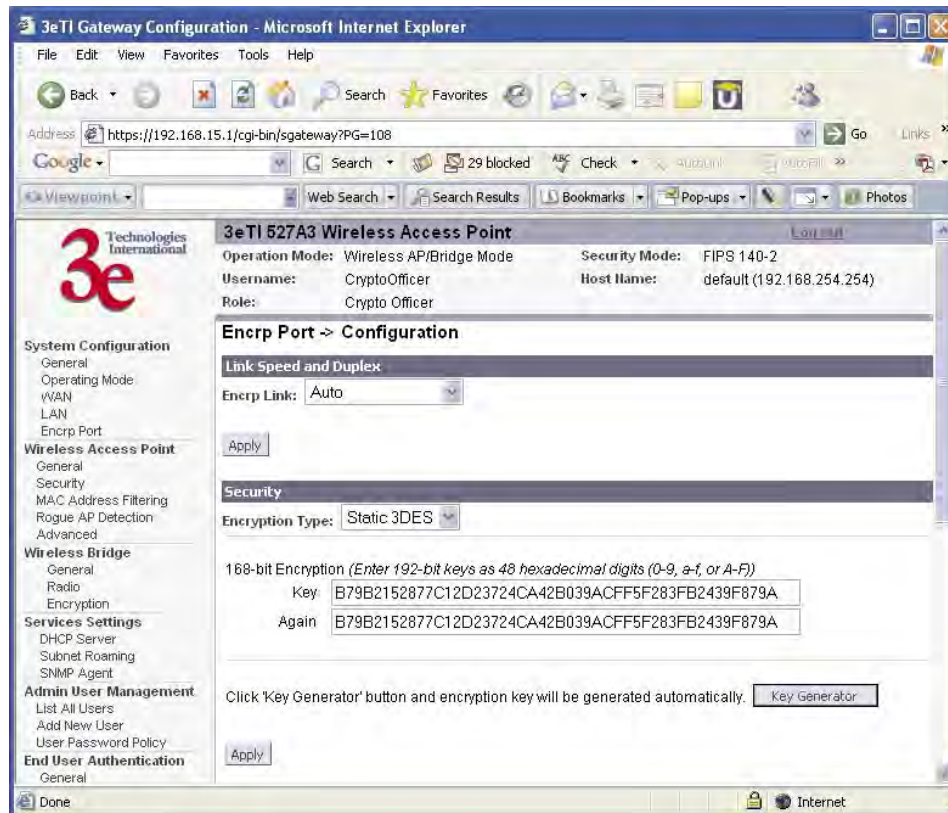 3eTI Gateway Configuration - Microsoft Internet Explorer
File Edit View Favorites Tools Help
Back Search Favorites
Address https://192.168.15.1/cgi-bin/sgateway?PG=108 Go Links »
Google Search 29 blocked ABC Check »
Viewpoint Web Search Search Results Bookmarks Pop-ups Photos
3e Technologies International
3eTI 527A3 Wireless Access Point Logout
Operation Mode: Wireless AP/Bridge Mode Security Mode: FIPS 140-2
Username: CryptoOfficer Host Name: default (192.168.254.254)
Role: Crypto Officer
System Configuration
General
Operating Mode
WAN
LAN
Encrp Port
Wireless Access Point
General
Security
MAC Address Filtering
Rogue AP Detection
Advanced
Wireless Bridge
General
Radio
Encryption
Services Settings
DHCP Server
Subnet Roaming
SNMP Agent
Admin User Management
List All Users
Add New User
User Password Policy
End User Authentication
General
Encrp Port -> Configuration
Link Speed and Duplex
Encrp Link: Auto
Apply
Security
Encryption Type: Static 3DES
168-bit Encryption (Enter 192-bit keys as 48 hexadecimal digits (0-9, a-f, or A-F))
Key B79B2152877C12D23724CA42B039ACFF5F283FB2439F879A
Again B79B2152877C12D23724CA42B039ACFF5F283FB2439F879A
Click 'Key Generator' button and encryption key will be generated automatically. Key Generator
Apply
Done Internet